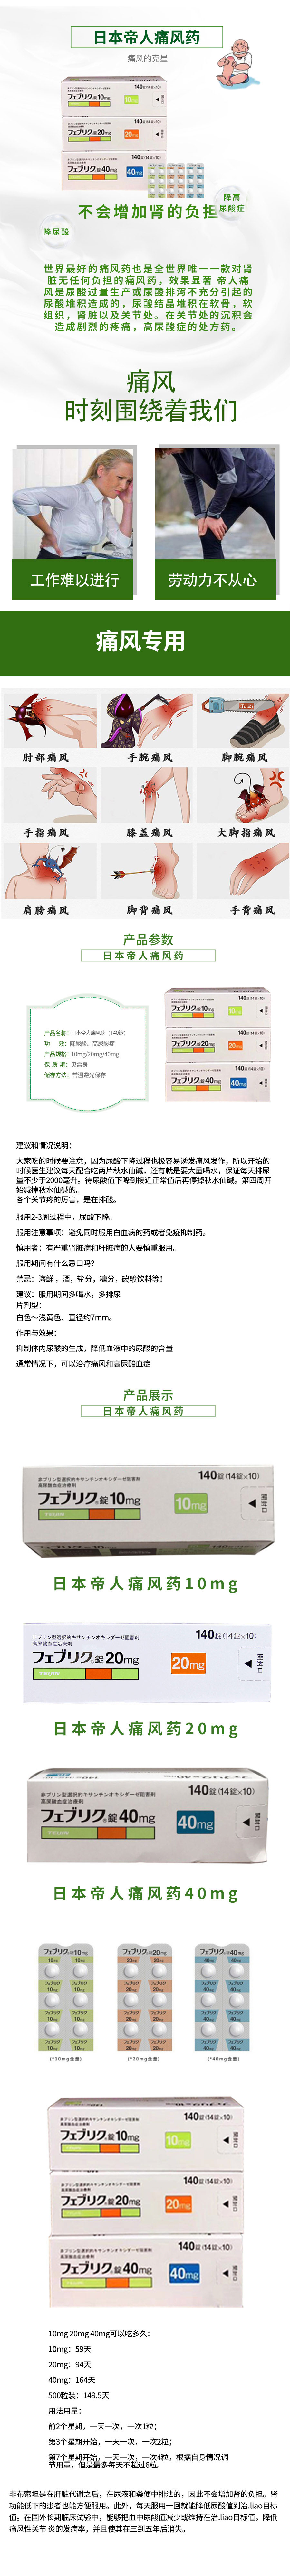 日本帝人痛风药
痛风的克星
140錠(14錠×10)
フェブリク錠10mg
10mg
140錠(14錠×10)
フェブリク錠20mg
20mg
140錠(14錠×10)
フェブリク錠40mg
40mg
不会增加肾的负担
降高
尿酸症
降尿酸
世界最好的痛风药也是全世界唯一一款对肾
脏无任何负担的痛风药，效果显著 帝人痛
风是尿酸过量生产或尿酸排泻不充分引起的
尿酸堆积造成的，尿酸结晶堆积在软骨，软
组织，肾脏以及关节处。在关节处的沉积会
造成剧烈的疼痛，高尿酸症的处方药。
痛风
时刻围绕着我们
工作难以进行
劳动力不从心
痛风专用
肘部痛风
手腕痛风
脚腕痛风
手指痛风
膝盖痛风
大脚指痛风
肩膀痛风
脚背痛风
手背痛风
产品参数
日本帝人痛风药
产品名称：日本帝人痛风药（140锭）
功 效：降尿酸、高尿酸症
产品规格：10mg/20mg/40mg
保 质 期：见盒身
储存方法：常温避光保存
フェブリク錠10mg
10mg
フェブリク錠20mg
20mg
フェブリク錠40mg
40mg
建议和情况说明：
大家吃的时候要注意，因为尿酸下降过程也极容易诱发痛风发作，所以开始的
时候医生建议每天配合吃两片秋水仙碱，还有就是要大量喝水，保证每天排尿
量不少于2000毫升。待尿酸值下降到接近正常值后再停掉秋水仙碱。第四周开
始减掉秋水仙碱的。
各个关节疼的厉害，是在排酸。
服用2-3周过程中，尿酸下降。
服用注意事项：避免同时服用白血病的药或者免疫抑制药。
慎用者：有严重肾脏病和肝脏病的人要慎重服用。
服用期间有什么忌口吗？
禁忌：海鲜 ，酒，盐分，糖分，碳酸饮料等！
建议：服用期间多喝水，多排尿
片剂型：
白色～浅黄色、直径约7mm。
作用与效果：
抑制体内尿酸的生成，降低血液中的尿酸的含量
通常情况下，可以治疗痛风和高尿酸血症
产品展示
日本帝人痛风药
140錠(14錠×10)
非プリン型選択的キサンチンオキシダーゼ阻害剤
高尿酸血症治療剤
フェブリク®錠10mg
10mg
開封口
TEIJIN
日本帝人痛风药10mg
140錠(14錠×10)
非プリン型選択的キサンチンオキシダーゼ阻害剤
高尿酸血症治療剤
フェブリク®錠20mg
20mg
開封口
TEIJIN
日本帝人痛风药20mg
140錠(14錠×10)
非プリン型選択的キサンチンオキシダーゼ阻害剤
高尿酸血症治療剤
フェブリク®錠40mg
40mg
開封口
TEIJIN
日本帝人痛风药40mg
フェブリク®錠10mg
フェブリク®錠20mg
フェブリク®錠40mg
(*10mg含量)
(*20mg含量)
(*40mg含量)
140錠(14錠×10)
フェブリク®錠10mg
10mg
140錠(14錠×10)
フェブリク®錠20mg
20mg
140錠(14錠×10)
フェブリク®錠40mg
40mg
10mg 20mg 40mg可以吃多久：
10mg：59天
20mg：94天
40mg：164天
500粒装：149.5天
用法用量：
前2个星期，一天一次，一次1粒；
第3个星期开始，一天一次，一次2粒；
第7个星期开始，一天一次，一次4粒，根据自身情况调
节用量，但是最多每天不超过6粒。
非布索坦是在肝脏代谢之后，在尿液和粪便中排泄的，因此不会增加肾的负担。肾
功能低下的患者也能方便服用。此外，每天服用一回就能降低尿酸值到治.liao目标
值。在国外长期临床试验中，能够把血中尿酸值减少或维持在治.liao目标值，降低
痛风性关节 炎的发病率，并且使其在三到五年后消失。